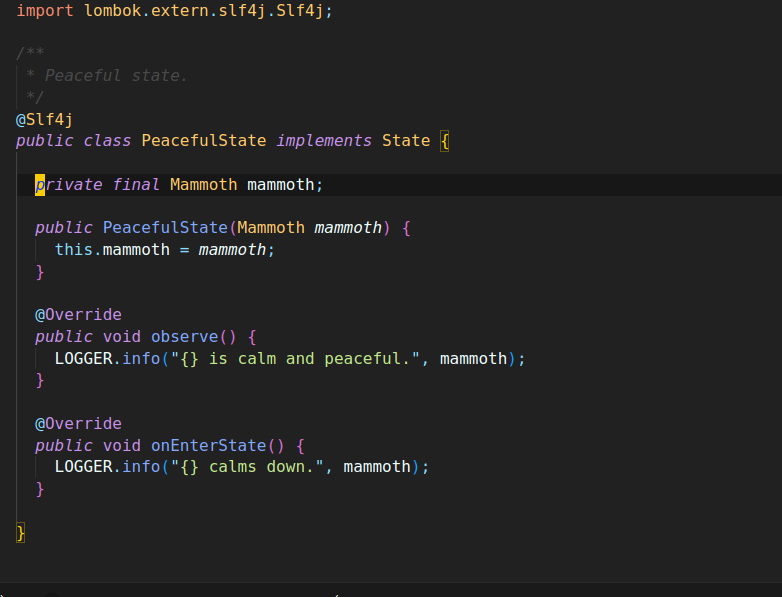 import lombok.extern.slf4j.Slf4j;
/**
 * Peaceful state.
 */
@Slf4j
public class PeacefulState implements State {
  private final Mammoth mammoth;
  public PeacefulState(Mammoth mammoth) {
    this.mammoth = mammoth;
  }
  @Override
  public void observe() {
    LOGGER.info("{} is calm and peaceful.", mammoth);
  }
  @Override
  public void onEnterState() {
    LOGGER.info("{} calms down.", mammoth);
  }
}